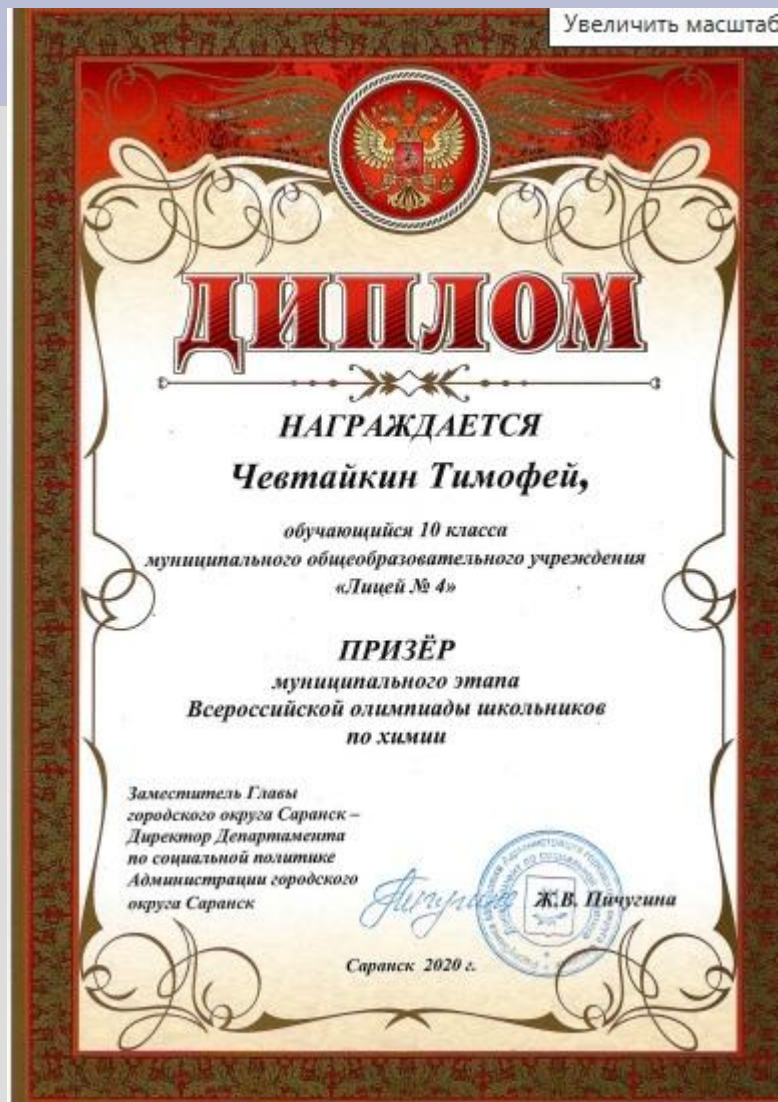 Увеличить масштаб
ДИПЛОМ
НАГРАЖДАЕТСЯ
Чевтайкин Тимофей,
обучающийся 10 класса
муниципального общеобразовательного учреждения
«Лицей № 4»
ПРИЗЁР
муниципального этапа
Всероссийской олимпиады школьников
по химии
Заместитель Главы
городского округа Саранск –
Директор Департамента
по социальной политике
Администрации городского
округа Саранск
Ж.В. Пичугина
Саранск 2020 г.